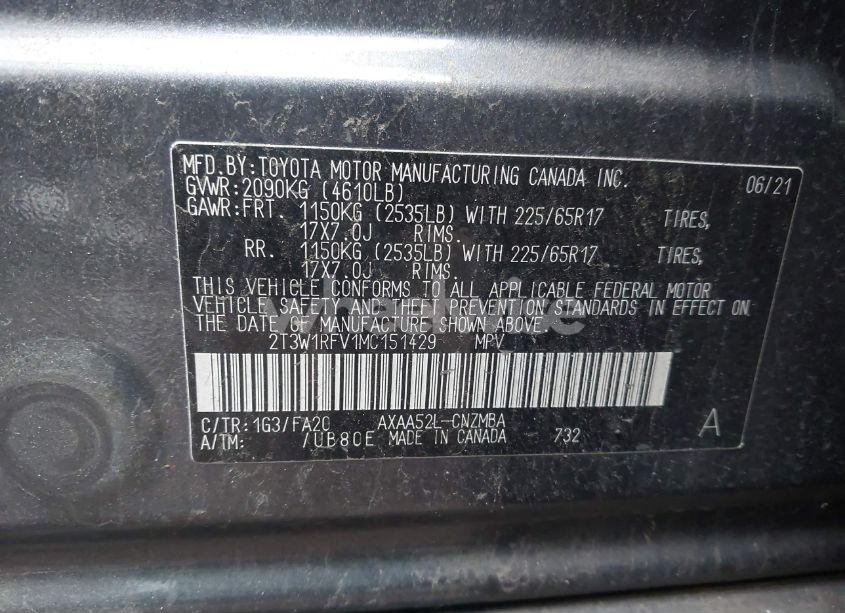 MFD.BY:TOYOTA MOTOR MANUFACTURING CANADA INC. 06/21
GVWR:2090KG (4610LB)
GAWR:FRT. 1150KG (2535LB) WITH 225/65R17 TIRES,
17X7.0J RIMS.
RR. 1150KG (2535LB) WITH 225/65R17 TIRES,
17X7.0J RIMS.
THIS VEHICLE CONFORMS TO ALL APPLICABLE FEDERAL MOTOR
VEHICLE SAFETY AND THEFT PREVENTION STANDARDS IN EFFECT ON
THE DATE OF MANUFACTURE SHOWN ABOVE.
2T3W1RFV1MC151429 MPV
C/TR:1G3/FA20 AXAA52L-CNZMBA A
A/TM: /UB80E MADE IN CANADA 732